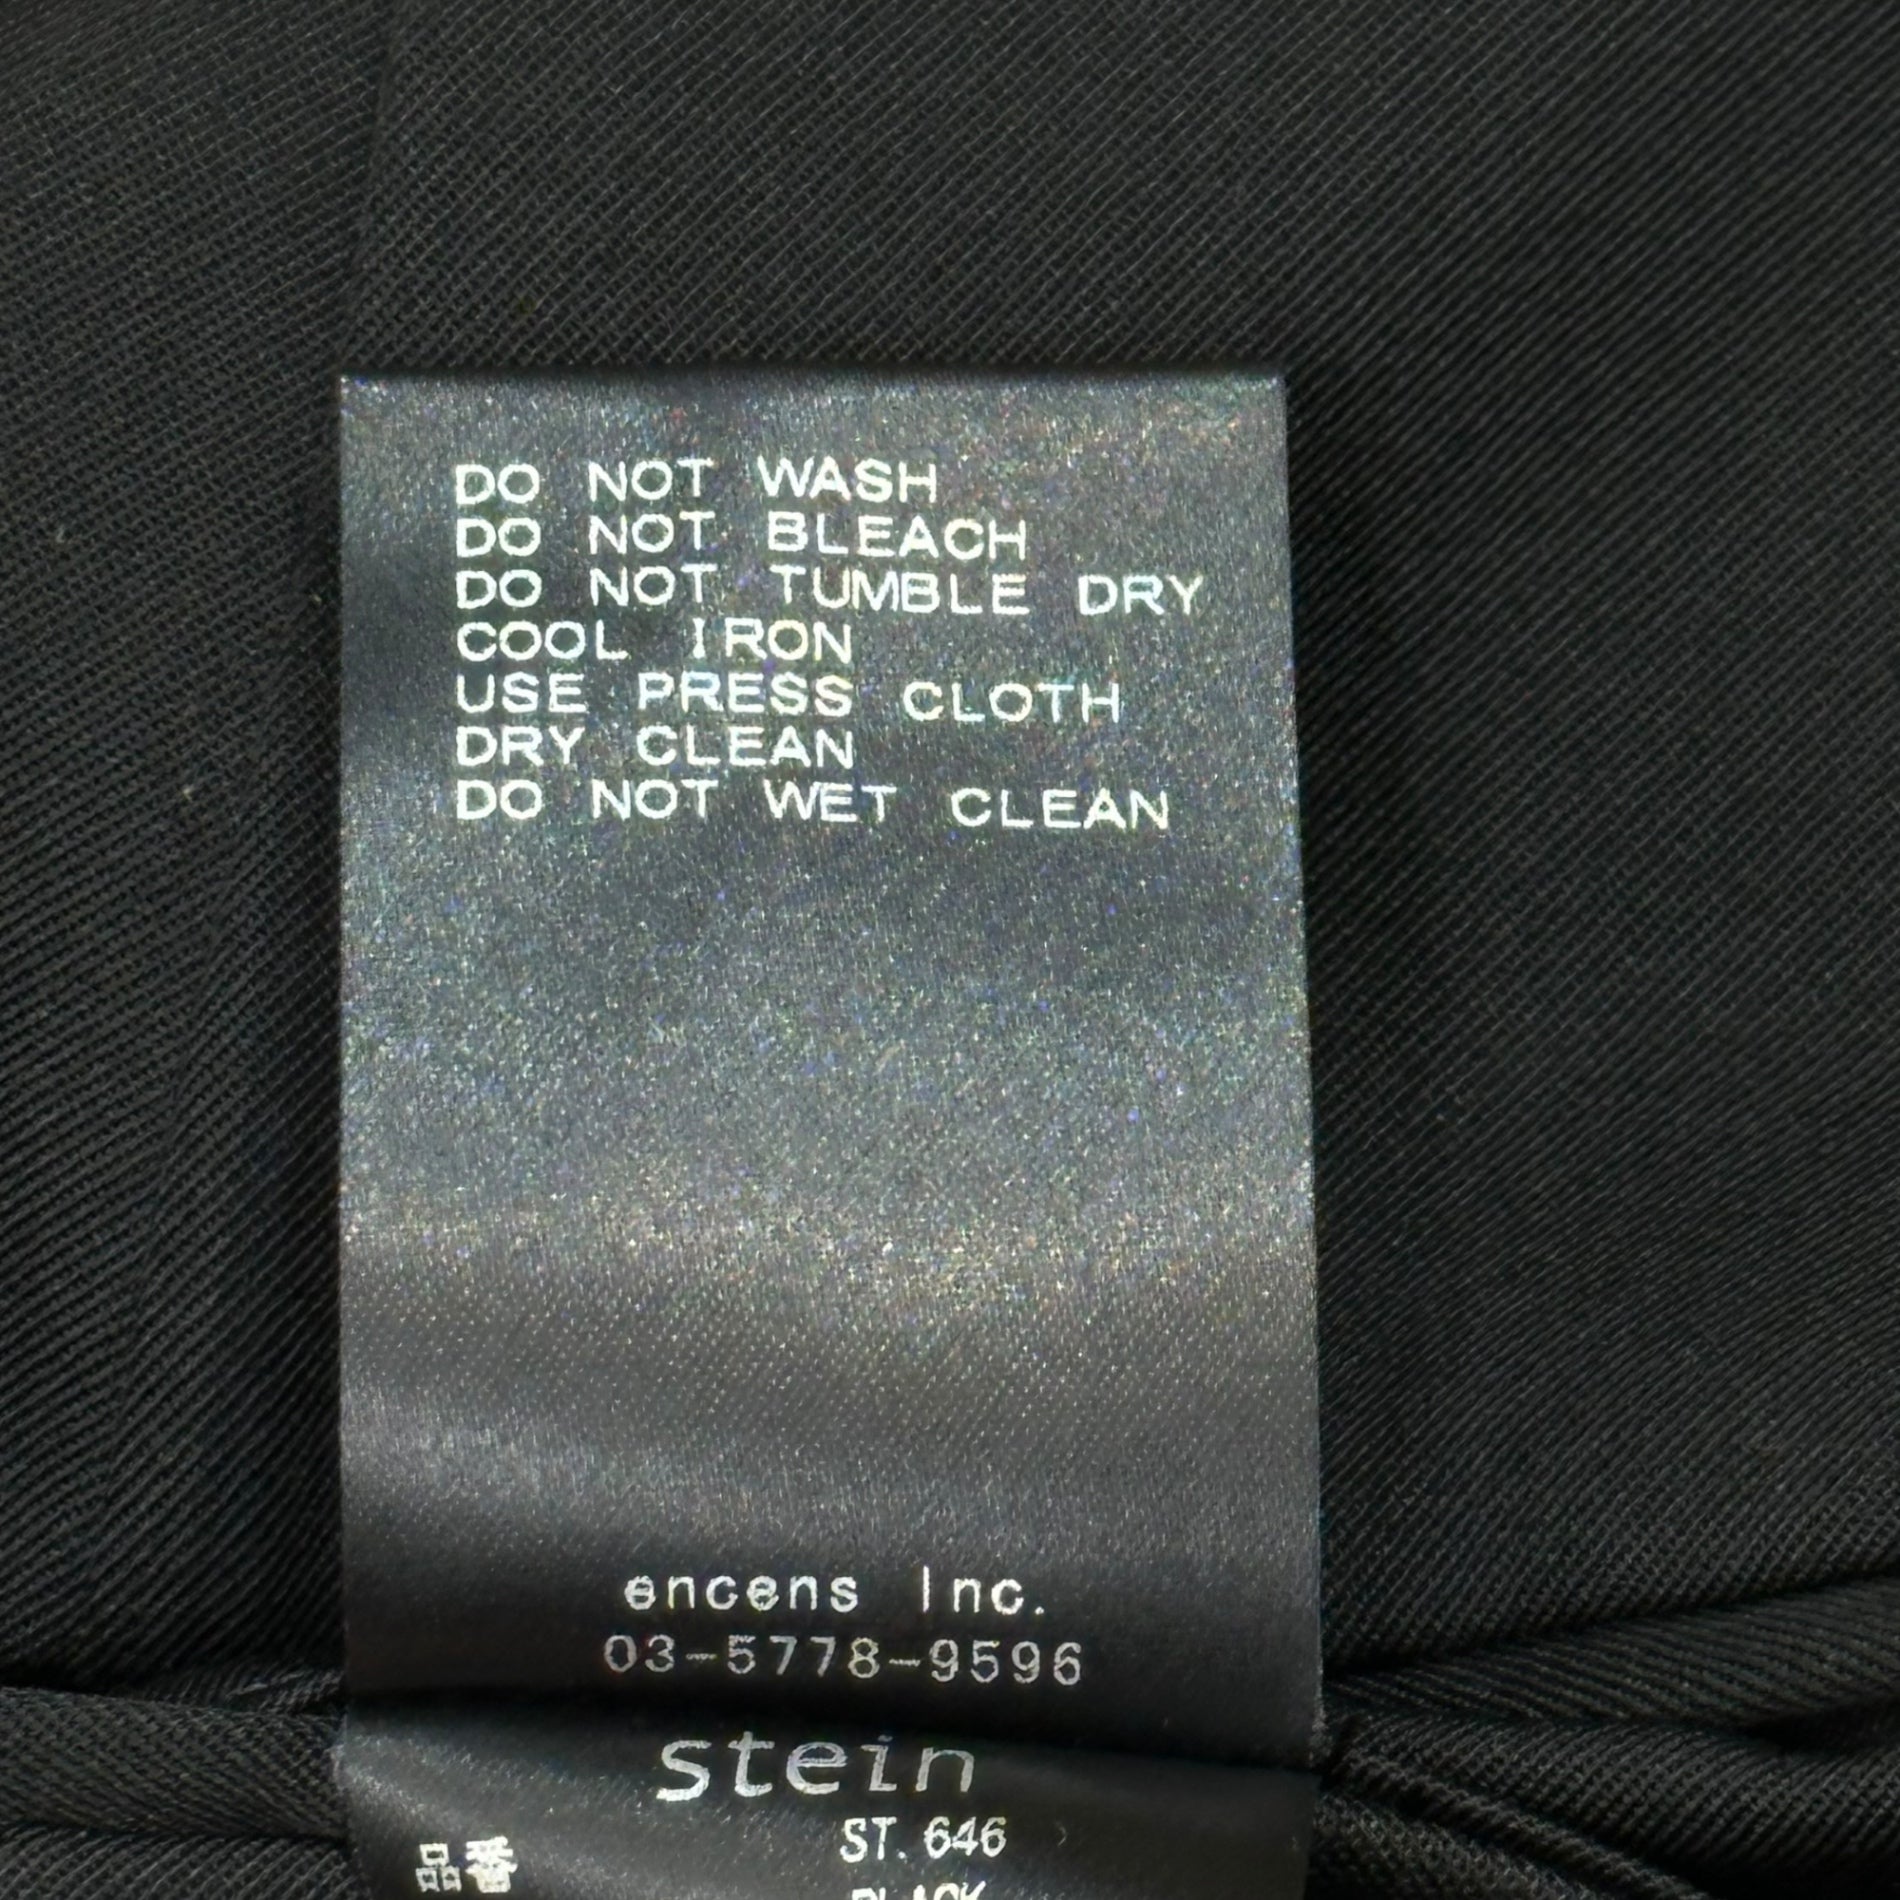 DO NOT WASH
DO NOT BLEACH
DO NOT TUMBLE DRY
COOL IRON
USE PRESS CLOTH
DRY CLEAN
DO NOT WET CLEAN
encens Inc.
03-5778-9596
stein
品番 ST. 646
BLACK